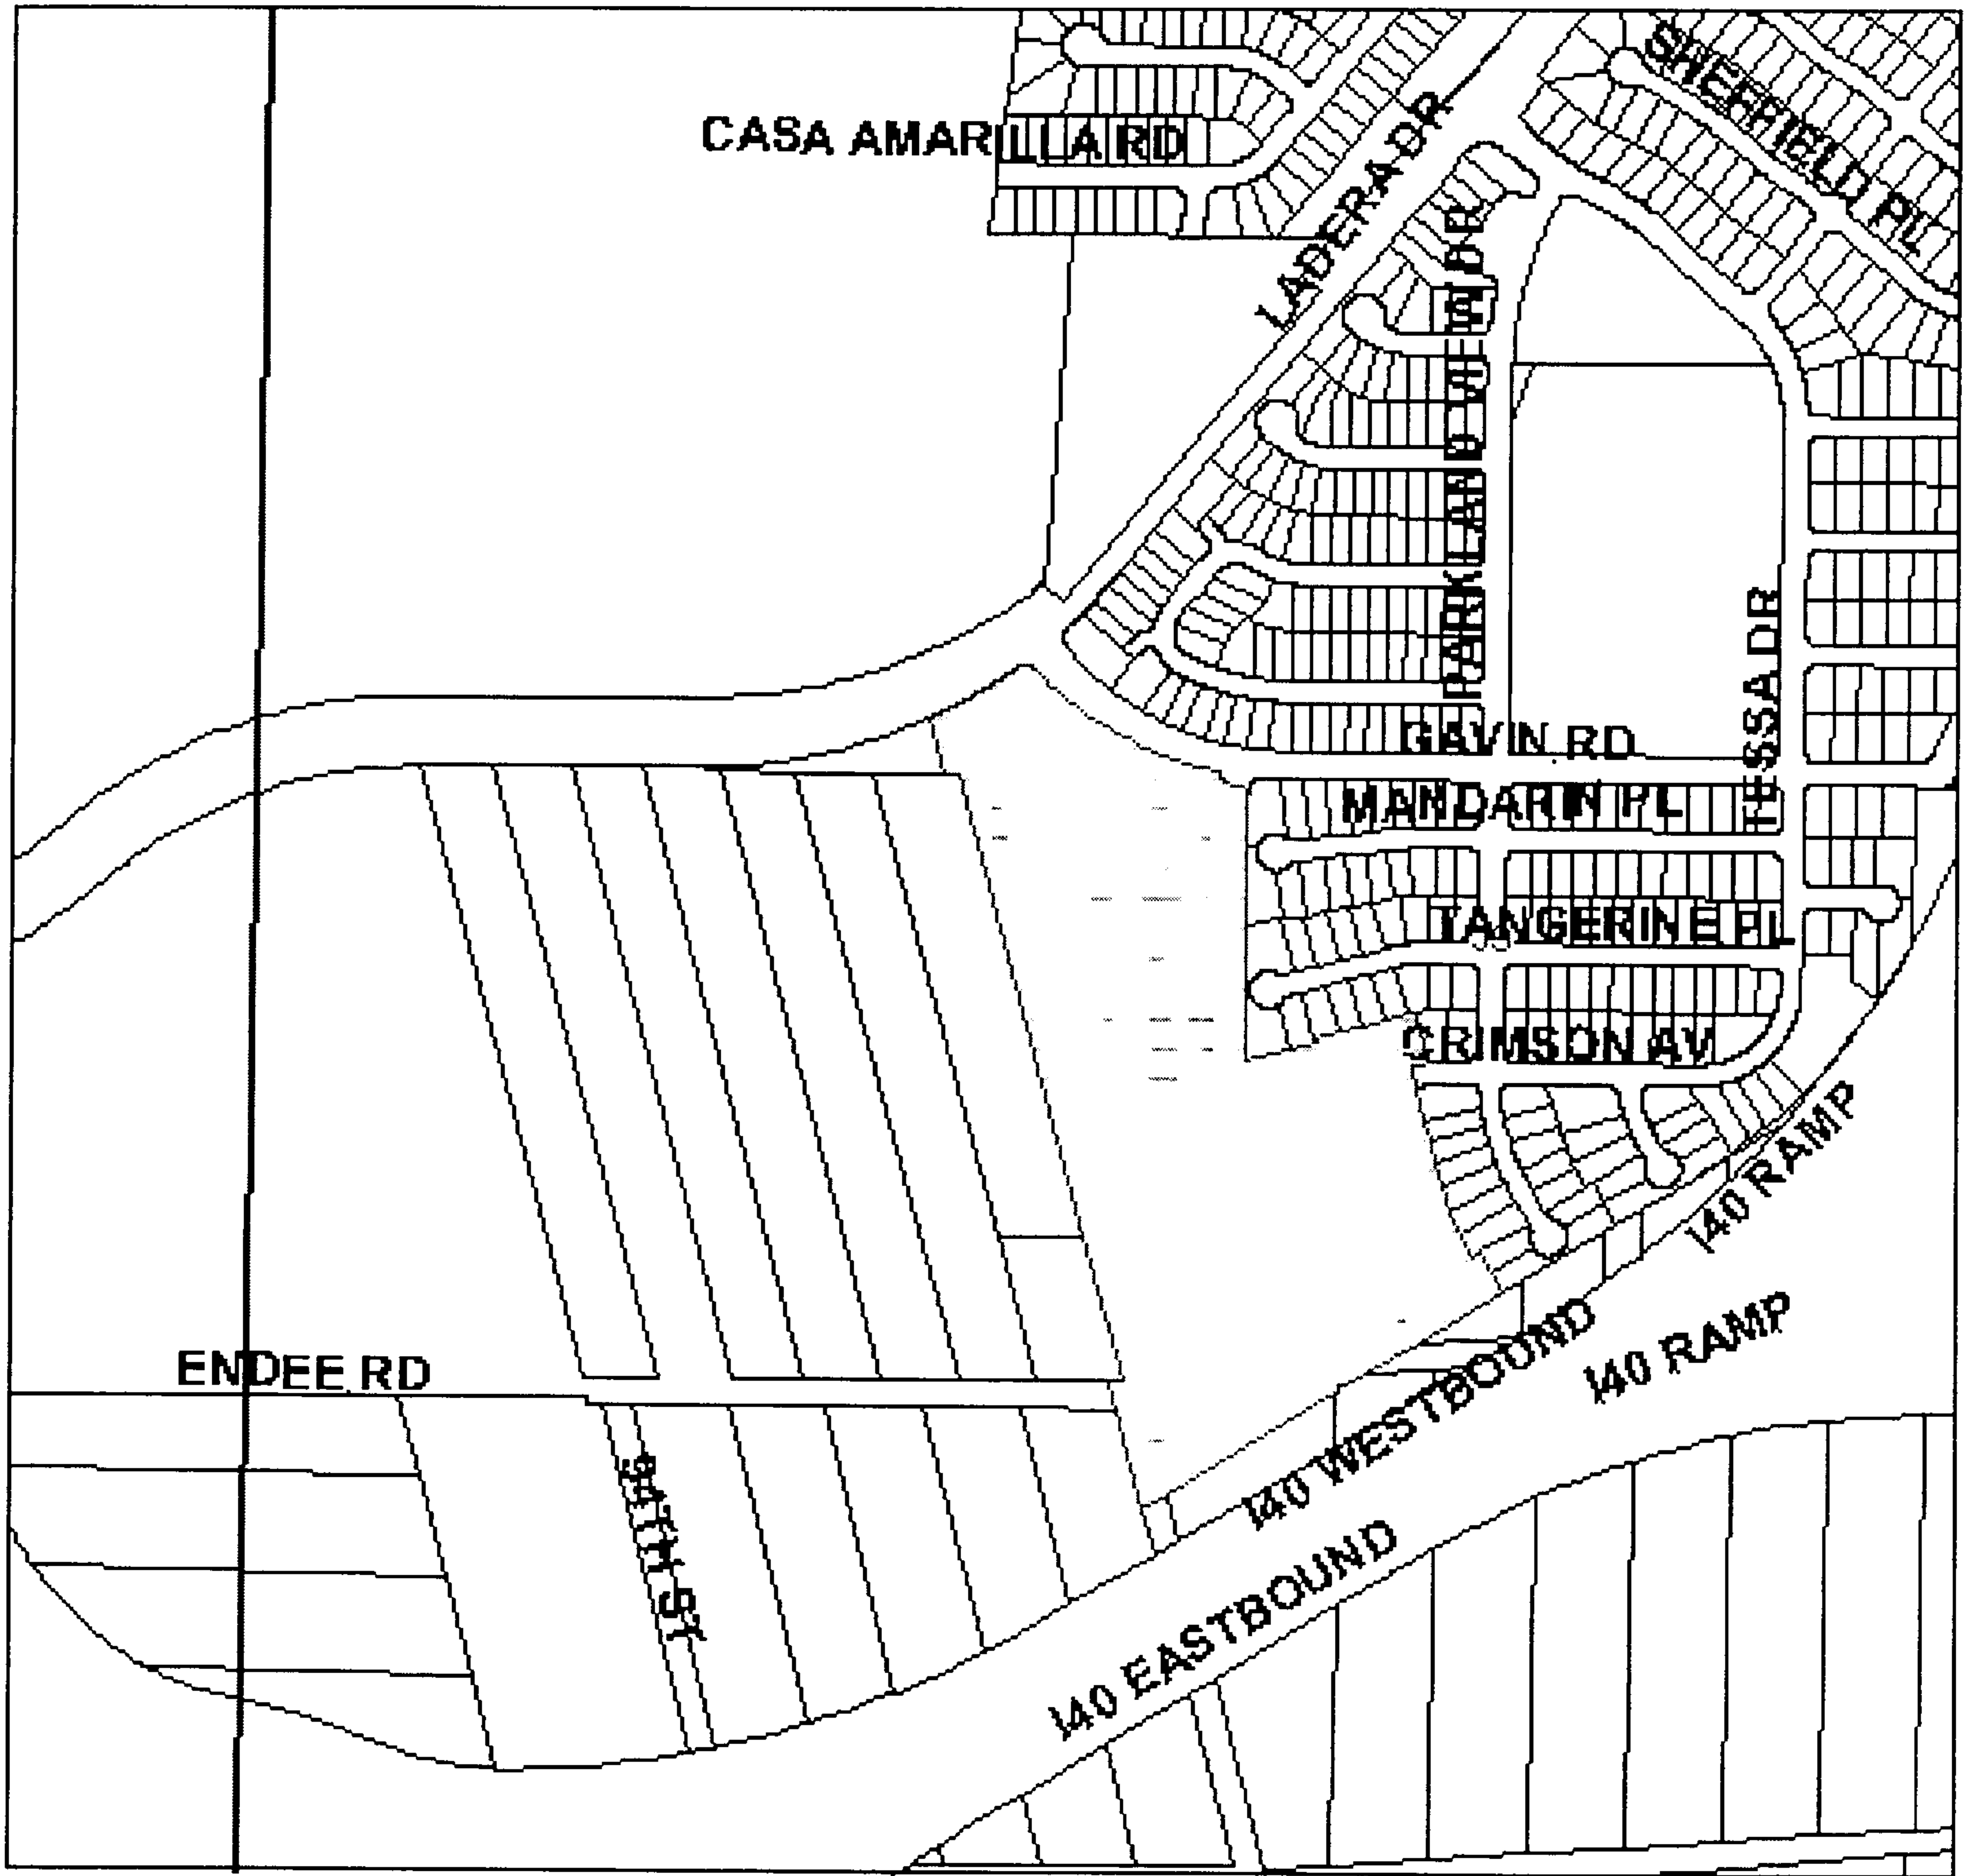 SHEFFIELD PL
CASA AMARILLA RD
LADERA DR
PARKLAND VIEW DR
TESSA DR
GAVIN RD
MANDARIN PL
TANGERINE PL
CRIMSON AV
I40 RAMP
I40 RAMP
I40 WESTBOUND
ENDEE RD
94TH ST
I40 EASTBOUND